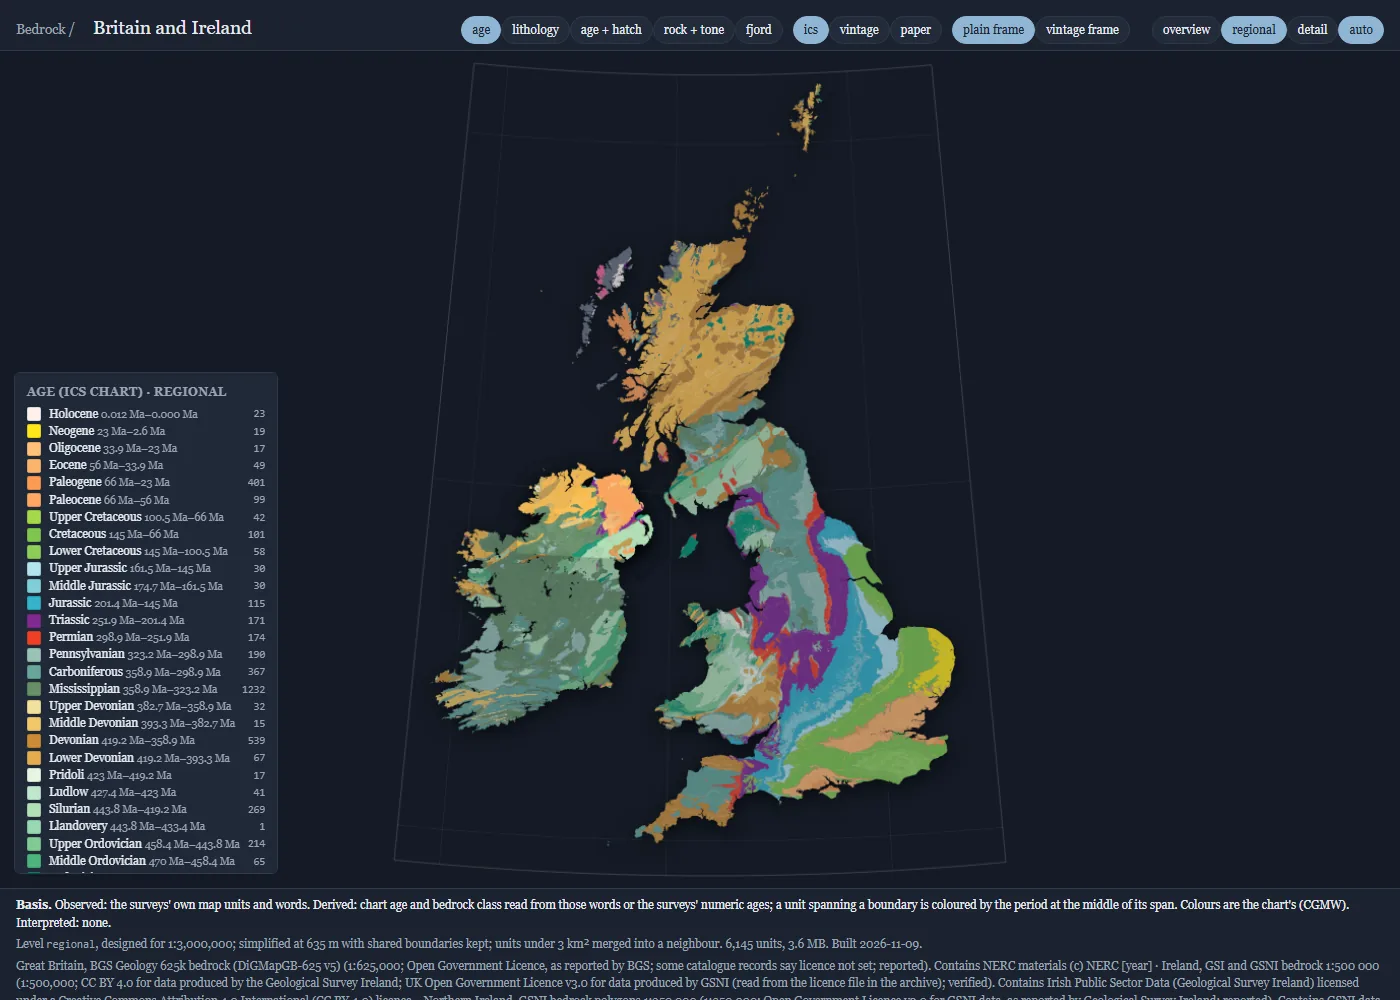 Bedrock / Britain and Ireland
age lithology age + hatch rock + tone fjord ics vintage paper plain frame vintage frame overview regional detail auto
AGE (ICS CHART) · REGIONAL
Holocene 0.012 Ma–0.000 Ma 23
Neogene 23 Ma–2.6 Ma 19
Oligocene 33.9 Ma–23 Ma 17
Eocene 56 Ma–33.9 Ma 49
Paleogene 66 Ma–23 Ma 401
Paleocene 66 Ma–56 Ma 99
Upper Cretaceous 100.5 Ma–66 Ma 42
Cretaceous 145 Ma–66 Ma 101
Lower Cretaceous 145 Ma–100.5 Ma 58
Upper Jurassic 161.5 Ma–145 Ma 30
Middle Jurassic 174.7 Ma–161.5 Ma 30
Jurassic 201.4 Ma–145 Ma 115
Triassic 251.9 Ma–201.4 Ma 171
Permian 298.9 Ma–251.9 Ma 174
Pennsylvanian 323.2 Ma–298.9 Ma 190
Carboniferous 358.9 Ma–298.9 Ma 367
Mississippian 358.9 Ma–323.2 Ma 1232
Upper Devonian 382.7 Ma–358.9 Ma 32
Middle Devonian 393.3 Ma–382.7 Ma 15
Devonian 419.2 Ma–358.9 Ma 539
Lower Devonian 419.2 Ma–393.3 Ma 67
Pridoli 423 Ma–419.2 Ma 17
Ludlow 427.4 Ma–423 Ma 41
Silurian 443.8 Ma–419.2 Ma 269
Llandovery 443.8 Ma–433.4 Ma 1
Upper Ordovician 458.4 Ma–443.8 Ma 214
Middle Ordovician 470 Ma–458.4 Ma 65
Basis. Observed: the surveys' own map units and words. Derived: chart age and bedrock class read from those words or the surveys' numeric ages; a unit spanning a boundary is coloured by the period at the middle of its span. Colours are the chart's (CGMW).
Interpreted: none.
Level regional, designed for 1:3,000,000; simplified at 635 m with shared boundaries kept; units under 3 km² merged into a neighbour. 6,145 units, 3.6 MB. Built 2026-11-09.
Great Britain, BGS Geology 625k bedrock (DiGMapGB-625 v5) (1:625,000; Open Government Licence, as reported by BGS; some catalogue records say licence not set; reported). Contains NERC materials (c) NERC [year] · Ireland, GSI and GSNI bedrock 1:500 000
(1:500,000; CC BY 4.0 for data produced by the Geological Survey Ireland; UK Open Government Licence v3.0 for data produced by GSNI (read from the licence file in the archive); verified). Contains Irish Public Sector Data (Geological Survey Ireland) licensed